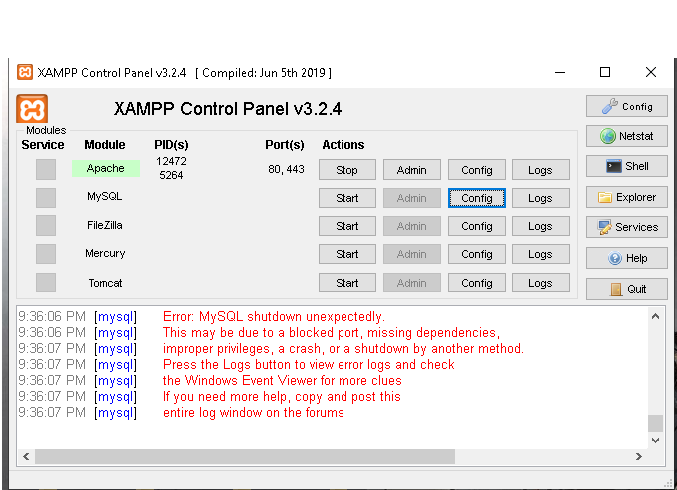 XAMPP Control Panel v3.2.4 [ Compiled: Jun 5th 2019 ]
XAMPP Control Panel v3.2.4
Config
Modules
Service Module PID(s) Port(s) Actions
Netstat
Apache 12472 5264 80, 443 Stop Admin Config Logs
Shell
MySQL Start Admin Config Logs
Explorer
FileZilla Start Admin Config Logs
Services
Mercury Start Admin Config Logs
Help
Tomcat Start Admin Config Logs
Quit
9:36:06 PM [mysql] Error: MySQL shutdown unexpectedly.
9:36:06 PM [mysql] This may be due to a blocked port, missing dependencies,
9:36:07 PM [mysql] improper privileges, a crash, or a shutdown by another method.
9:36:07 PM [mysql] Press the Logs button to view error logs and check
9:36:07 PM [mysql] the Windows Event Viewer for more clues
9:36:07 PM [mysql] If you need more help, copy and post this
9:36:07 PM [mysql] entire log window on the forums